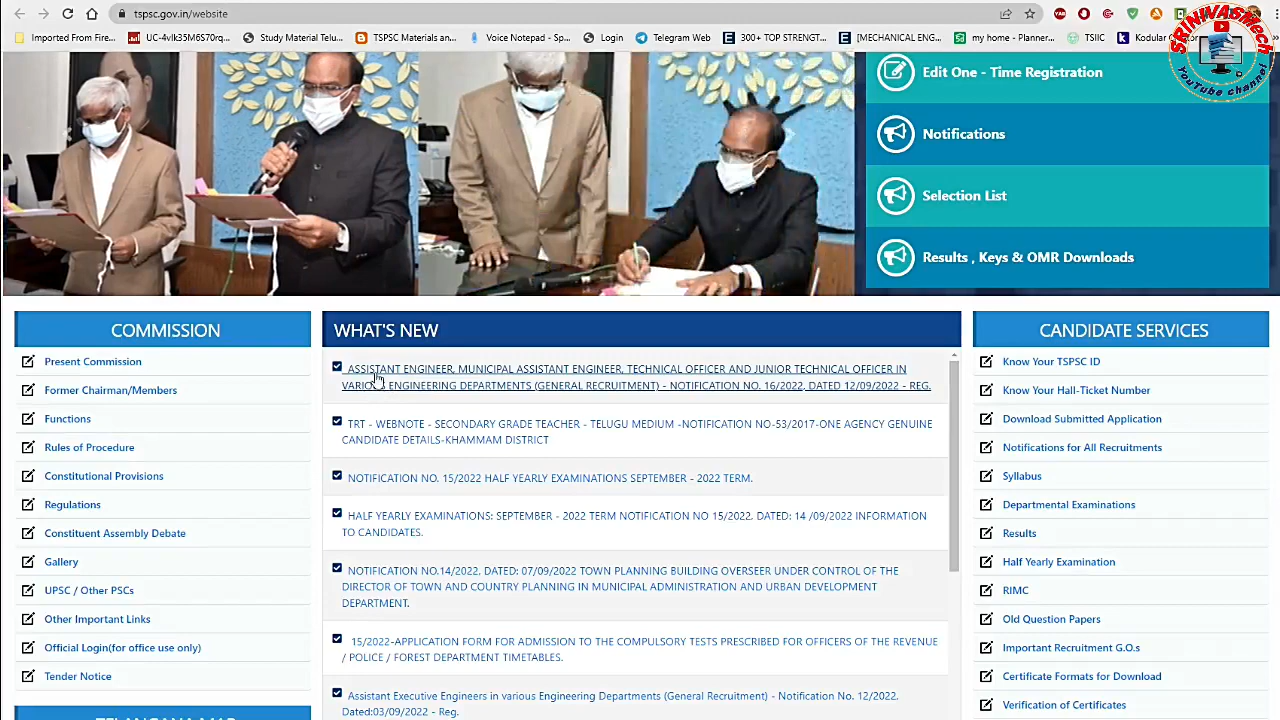 tspsc.gov.in/website
Imported From Fire...
UC-4vlk35M6S70rq...
Study Material Telu...
TSPSC Materials an...
Voice Notepad - Sp...
Login
Telegram Web
300+ TOP STRENGT...
[MECHANICAL ENG...
my home - Planner...
TSIIC
Kodular
SRINIVASMech
YouTube channel
Edit One - Time Registration
Notifications
Selection List
Results , Keys & OMR Downloads
COMMISSION
Present Commission
Former Chairman/Members
Functions
Rules of Procedure
Constitutional Provisions
Regulations
Constituent Assembly Debate
Gallery
UPSC / Other PSCs
Other Important Links
Official Login(for office use only)
Tender Notice
WHAT'S NEW
ASSISTANT ENGINEER, MUNICIPAL ASSISTANT ENGINEER, TECHNICAL OFFICER AND JUNIOR TECHNICAL OFFICER IN
VARIOUS ENGINEERING DEPARTMENTS (GENERAL RECRUITMENT) - NOTIFICATION NO. 16/2022, DATED 12/09/2022 - REG.
TRT - WEBNOTE - SECONDARY GRADE TEACHER - TELUGU MEDIUM -NOTIFICATION NO-53/2017-ONE AGENCY GENUINE
CANDIDATE DETAILS-KHAMMAM DISTRICT
NOTIFICATION NO. 15/2022 HALF YEARLY EXAMINATIONS SEPTEMBER - 2022 TERM.
HALF YEARLY EXAMINATIONS: SEPTEMBER - 2022 TERM NOTIFICATION NO 15/2022, DATED: 14 /09/2022 INFORMATION
TO CANDIDATES.
NOTIFICATION NO.14/2022, DATED: 07/09/2022 TOWN PLANNING BUILDING OVERSEER UNDER CONTROL OF THE
DIRECTOR OF TOWN AND COUNTRY PLANNING IN MUNICIPAL ADMINISTRATION AND URBAN DEVELOPMENT
DEPARTMENT.
15/2022-APPLICATION FORM FOR ADMISSION TO THE COMPULSORY TESTS PRESCRIBED FOR OFFICERS OF THE REVENUE
/ POLICE / FOREST DEPARTMENT TIMETABLES.
Assistant Executive Engineers in various Engineering Departments (General Recruitment) - Notification No. 12/2022,
Dated:03/09/2022 - Reg.
CANDIDATE SERVICES
Know Your TSPSC ID
Know Your Hall-Ticket Number
Download Submitted Application
Notifications for All Recruitments
Syllabus
Departmental Examinations
Results
Half Yearly Examination
RIMC
Old Question Papers
Important Recruitment G.O.s
Certificate Formats for Download
Verification of Certificates